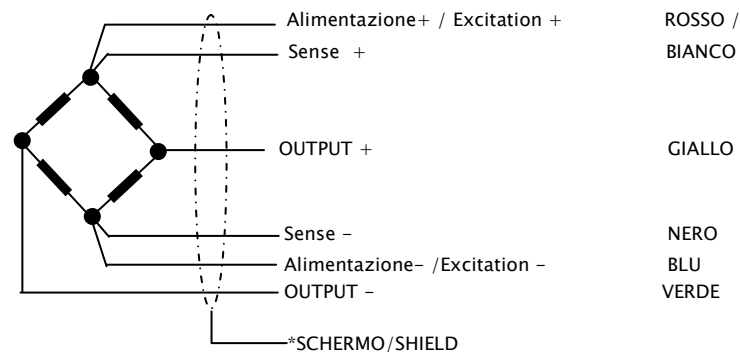 Alimentazione+ / Excitation + ROSSO /
Sense + BIANCO
OUTPUT + GIALLO
Sense - NERO
Alimentazione- /Excitation - BLU
OUTPUT - VERDE
*SCHERMO/SHIELD